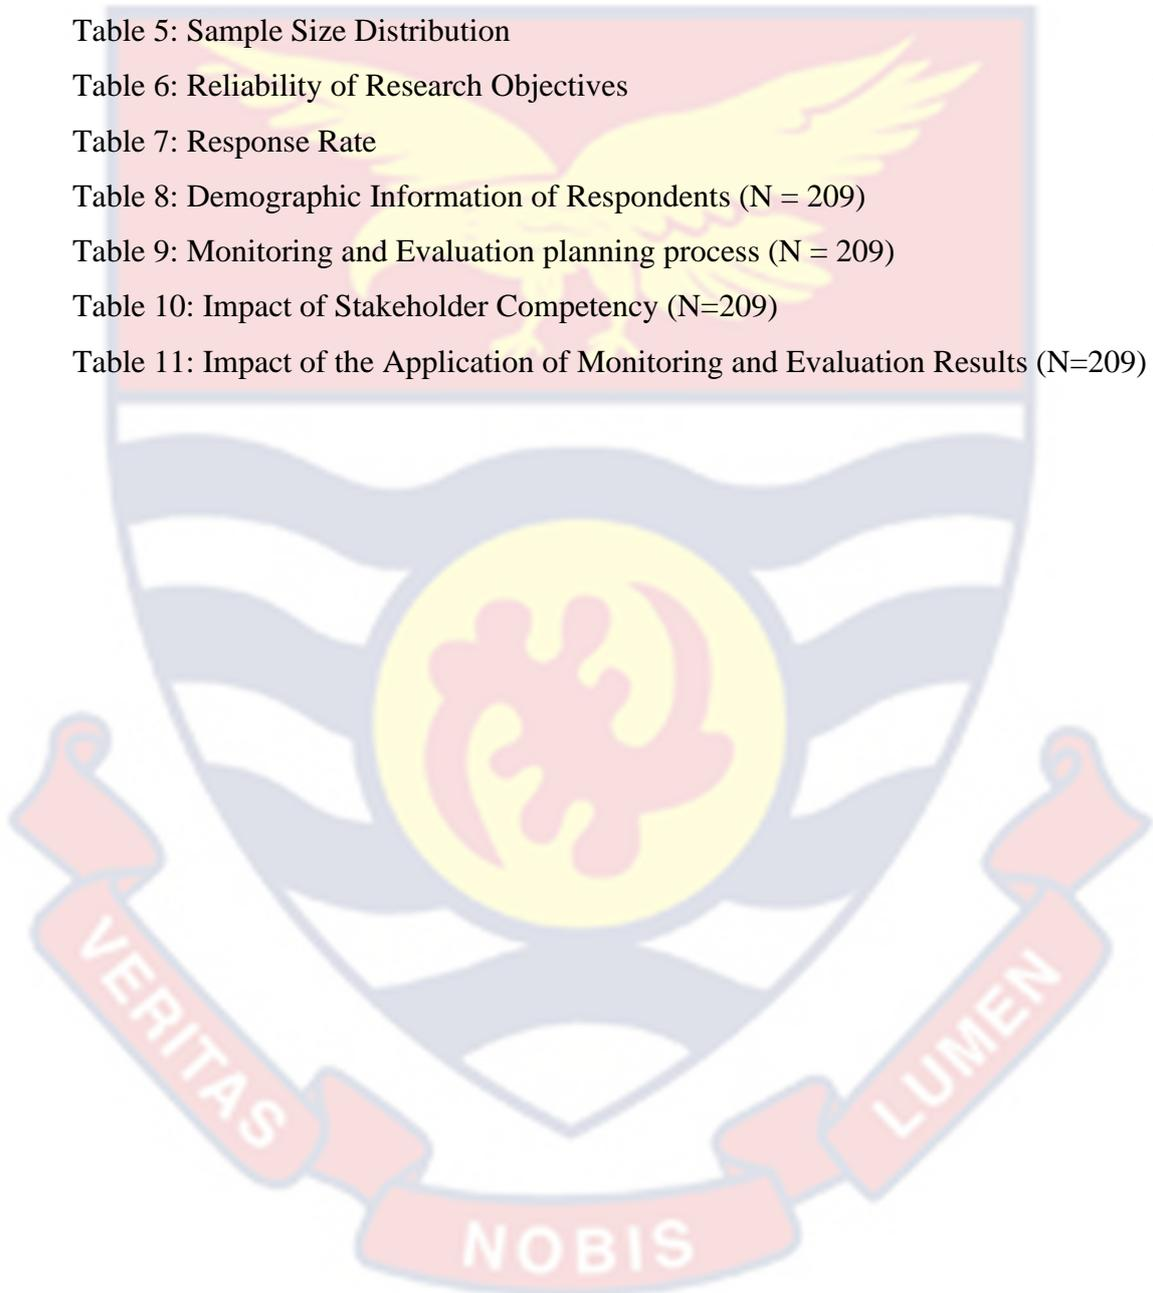 Table 5: Sample Size Distribution
Table 6: Reliability of Research Objectives
Table 7: Response Rate
Table 8: Demographic Information of Respondents (N = 209)
Table 9: Monitoring and Evaluation planning process (N = 209)
Table 10: Impact of Stakeholder Competency (N=209)
Table 11: Impact of the Application of Monitoring and Evaluation Results (N=209)
VERITAS
NOBIS
LUMEN